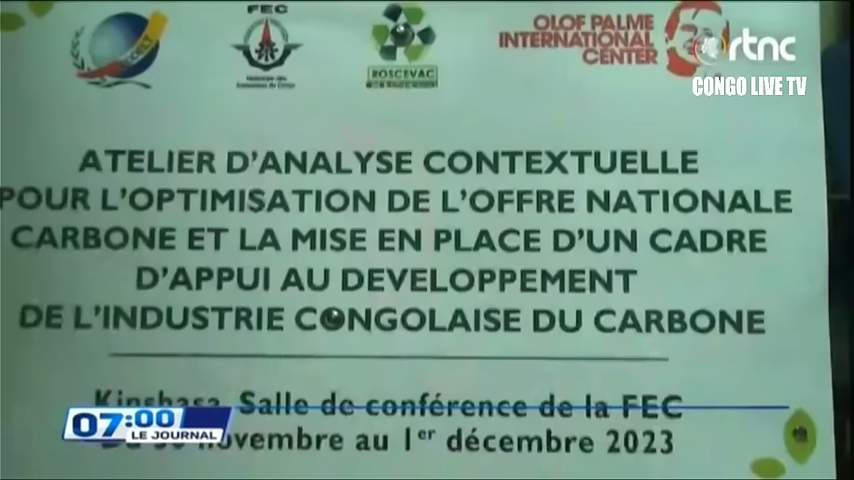 FEC
ROSCEVAC
OLOF PALME
INTERNATIONAL
CENTER
rtnc
CONGO LIVE TV
ATELIER D'ANALYSE CONTEXTUELLE
POUR L'OPTIMISATION DE L'OFFRE NATIONALE
CARBONE ET LA MISE EN PLACE D'UN CADRE
D'APPUI AU DEVELOPPEMENT
DE L'INDUSTRIE CONGOLAISE DU CARBONE
Kinshasa, Salle de conférence de la FEC
novembre au 1er décembre 2023
07:00
LE JOURNAL